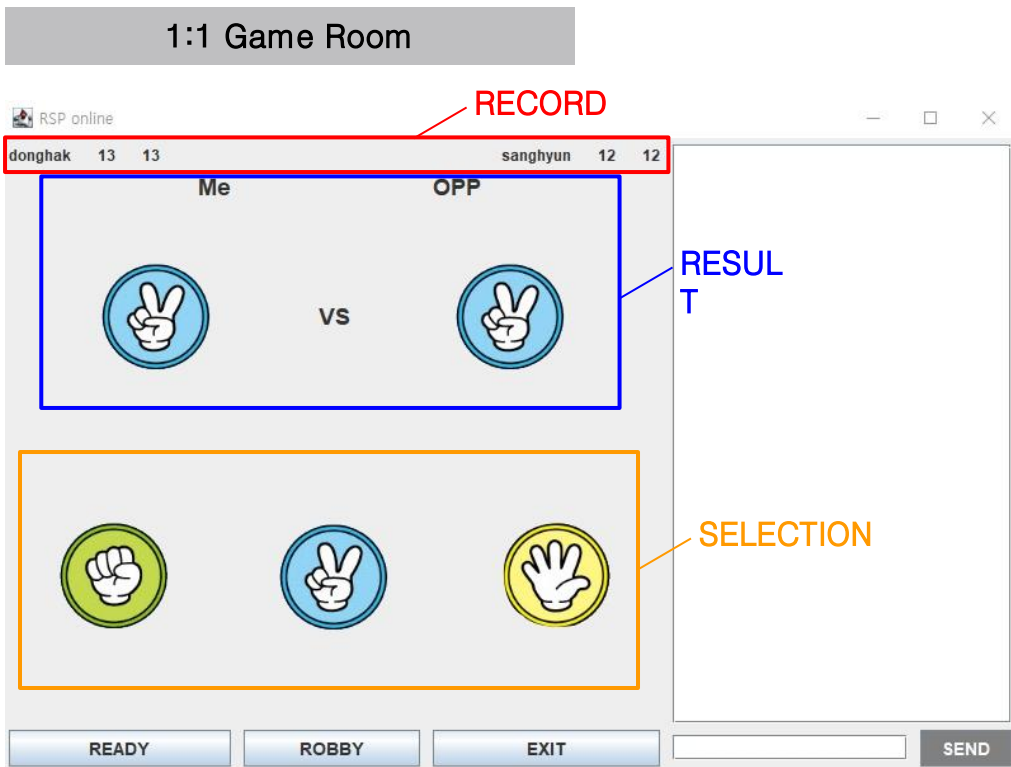 1:1 Game Room
RECORD
RSP online
donghak 13 13 sanghyun 12 12
Me OPP
RESUL
T
VS
SELECTION
READY ROBBY EXIT SEND